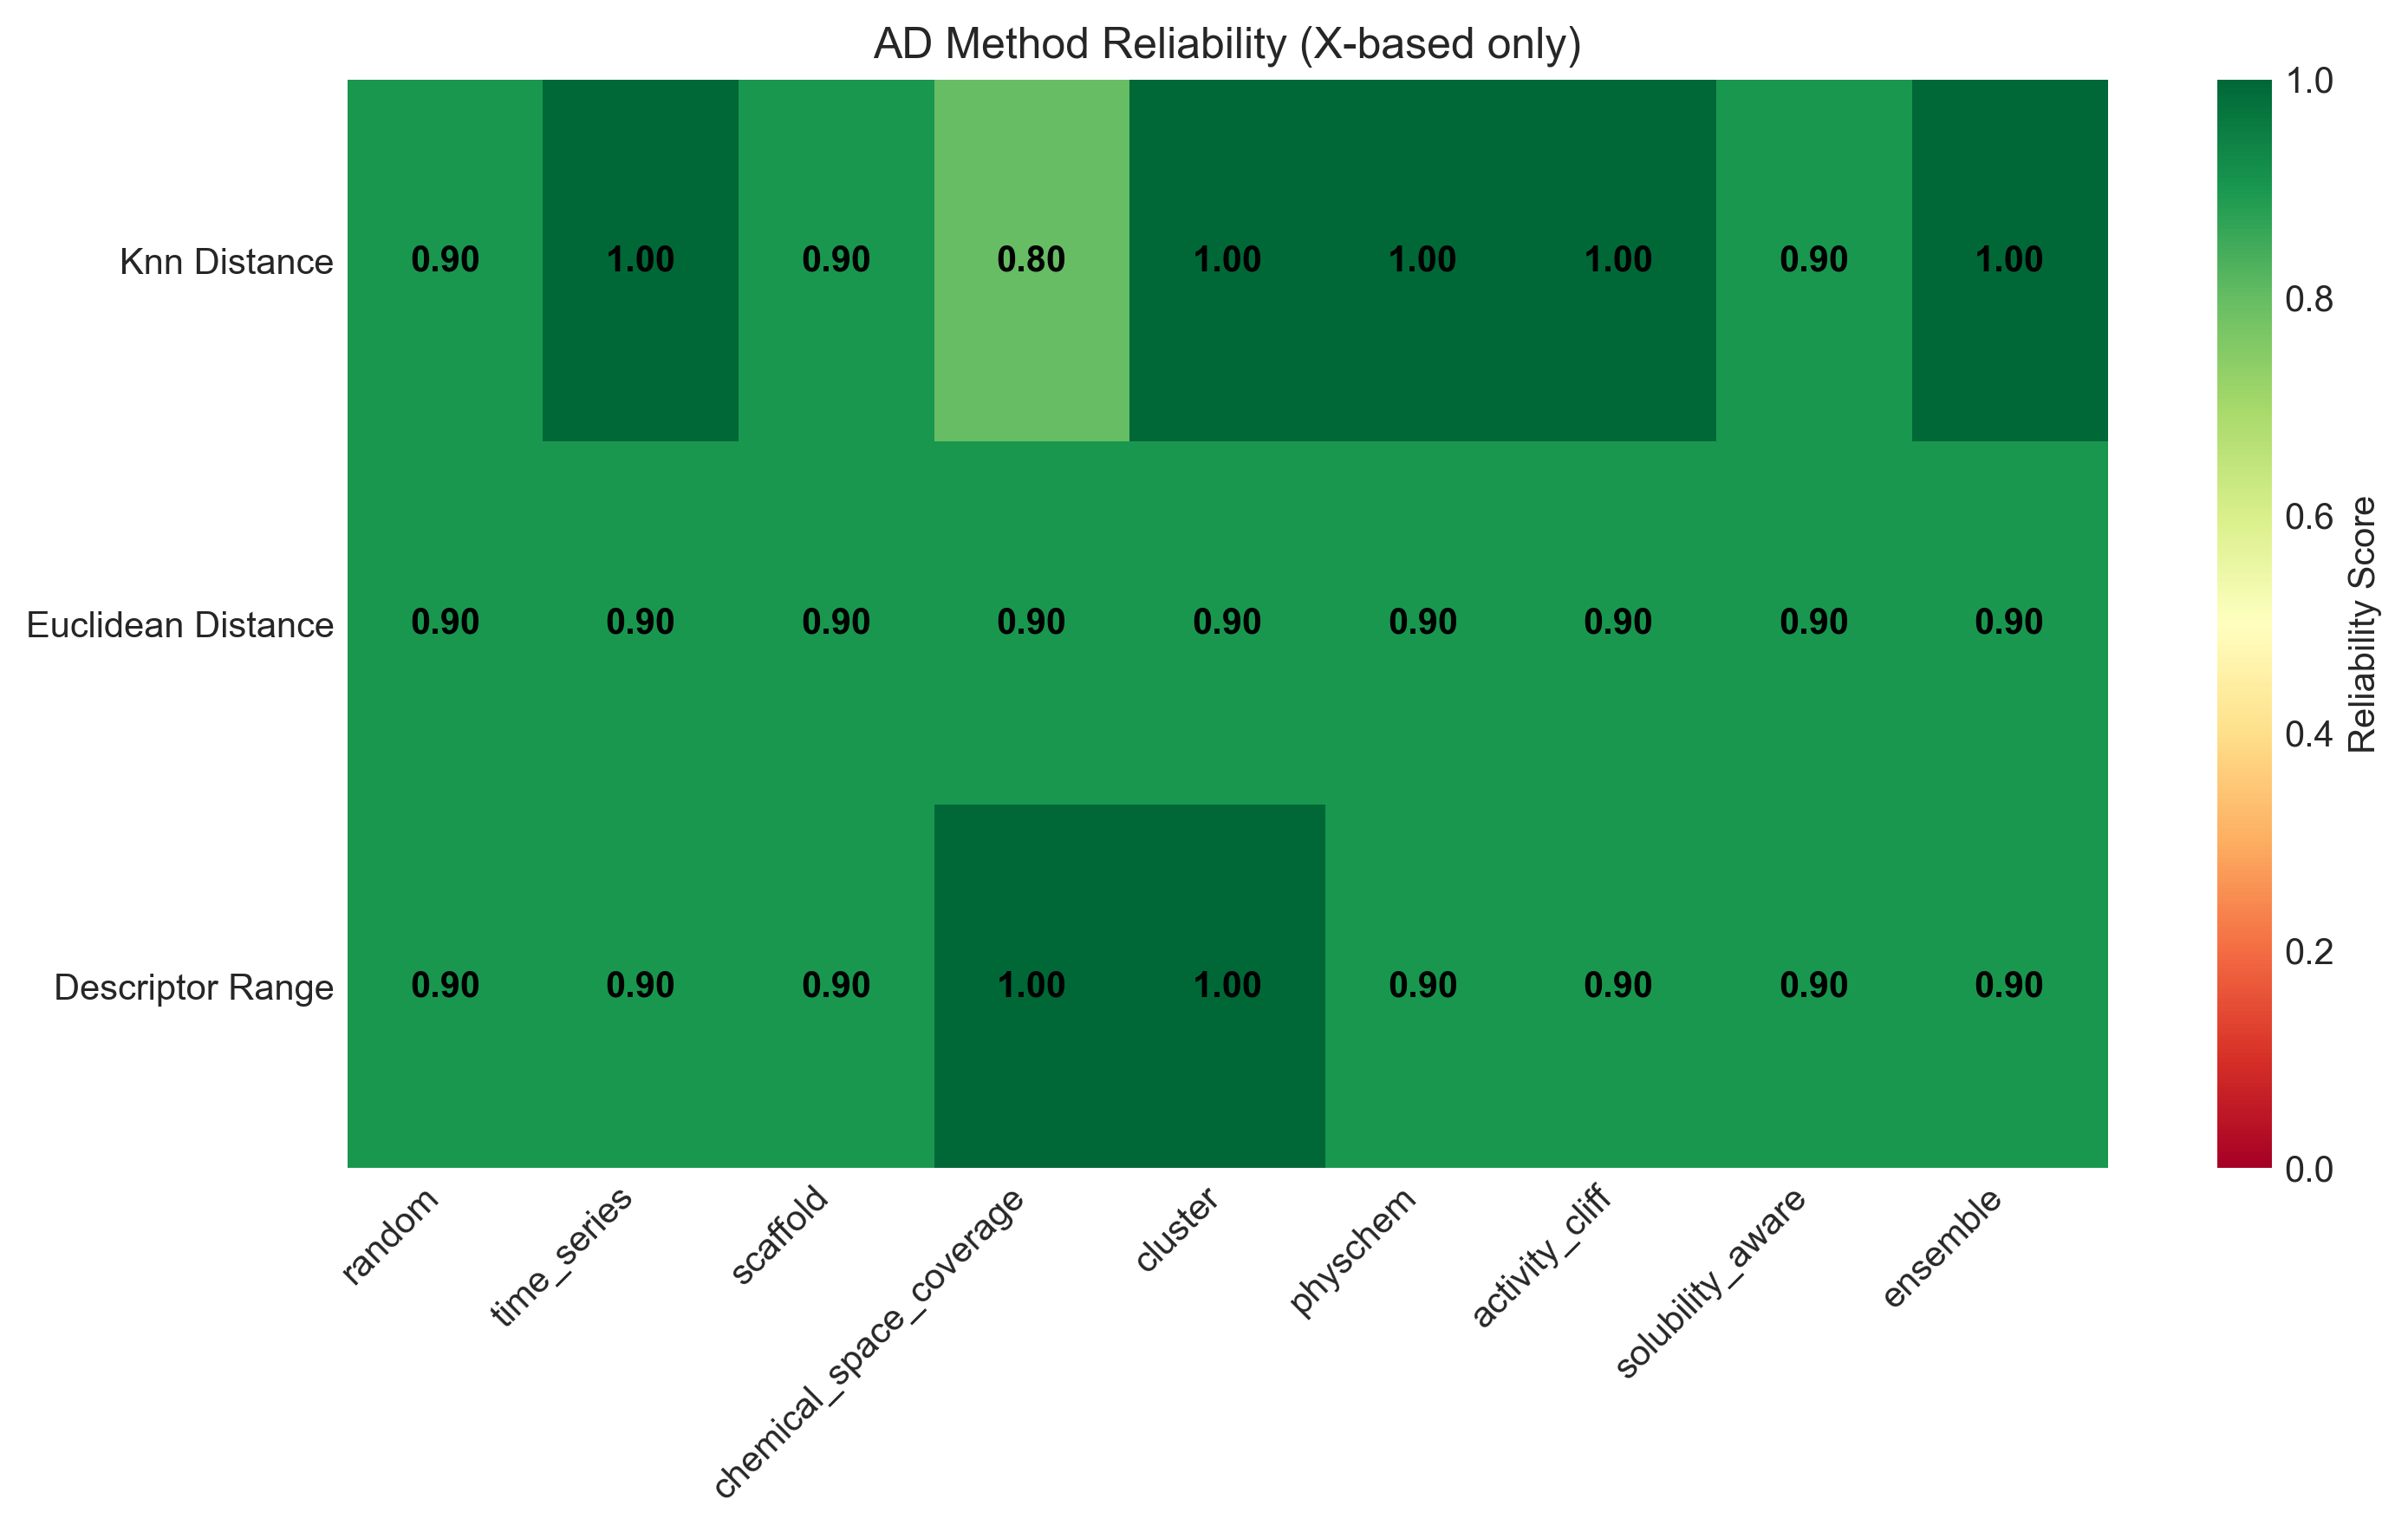 AD Method Reliability (X-based only)
Knn Distance 0.90 1.00 0.90 0.80 1.00 1.00 1.00 0.90 1.00
Euclidean Distance 0.90 0.90 0.90 0.90 0.90 0.90 0.90 0.90 0.90
Descriptor Range 0.90 0.90 0.90 1.00 1.00 0.90 0.90 0.90 0.90
random
time_series
scaffold
chemical_space_coverage
cluster
physchem
activity_cliff
solubility_aware
ensemble
1.0
0.8
0.6
0.4
0.2
0.0
Reliability Score